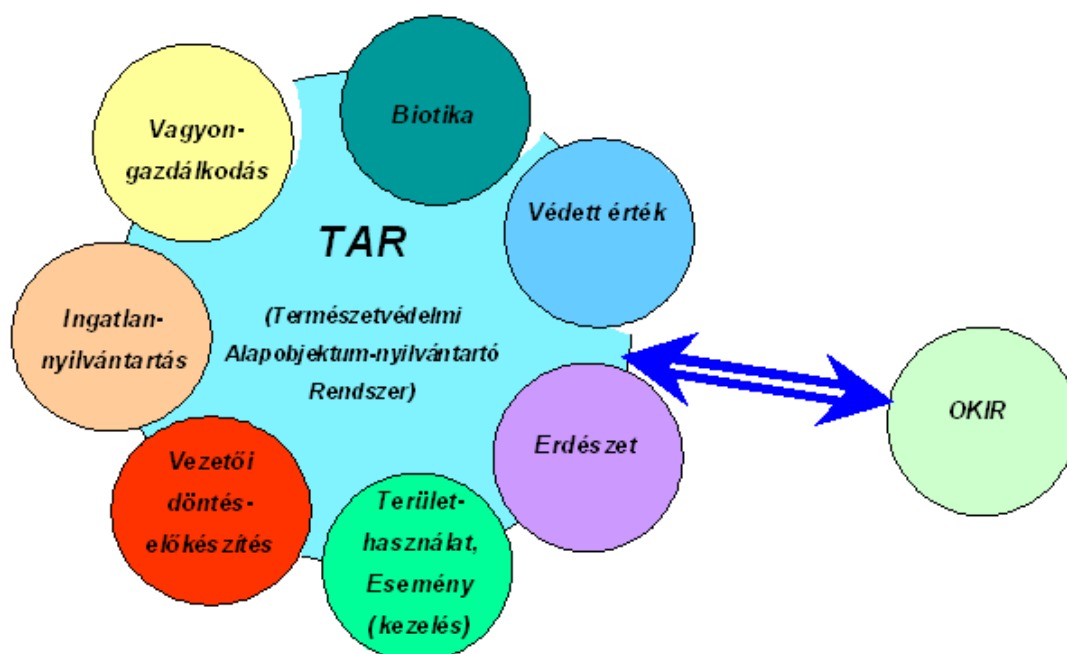 Biotika
Vagyon-
gazdálkodás
Védett érték
TAR
(Természetvédelmi
Alapobjektum-nyilvántartó
Rendszer)
Ingatlan-
nyilvántartás
OKIR
Erdészet
Vezetői
döntés-
előkészítés
Terület-
használat,
Esemény
(kezelés)